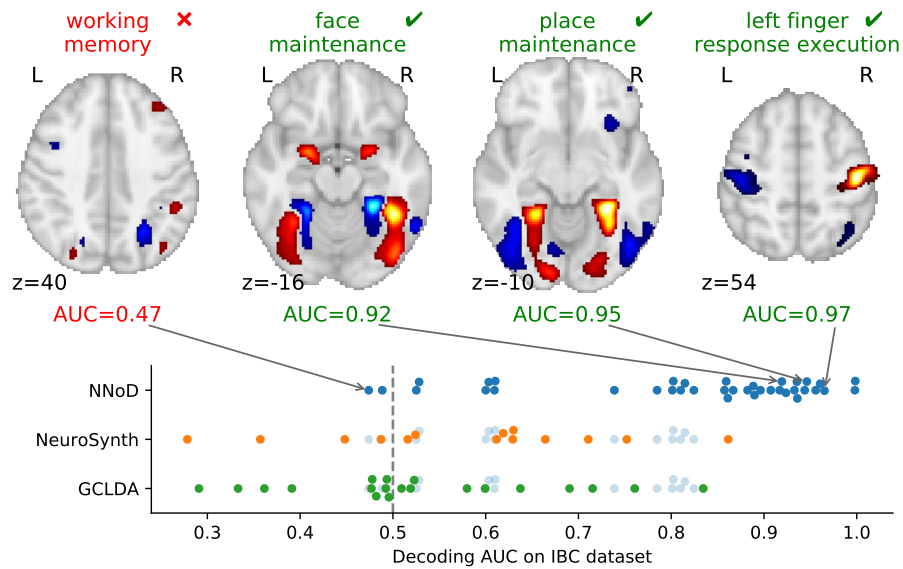 working ✖
memory
face ✔
maintenance
place ✔
maintenance
left finger ✔
response execution
L R
L R
L R
L R
z=40
z=-16
z=-10
z=54
AUC=0.47
AUC=0.92
AUC=0.95
AUC=0.97
NNoD
NeuroSynth
GCLDA
0.3 0.4 0.5 0.6 0.7 0.8 0.9 1.0
Decoding AUC on IBC dataset